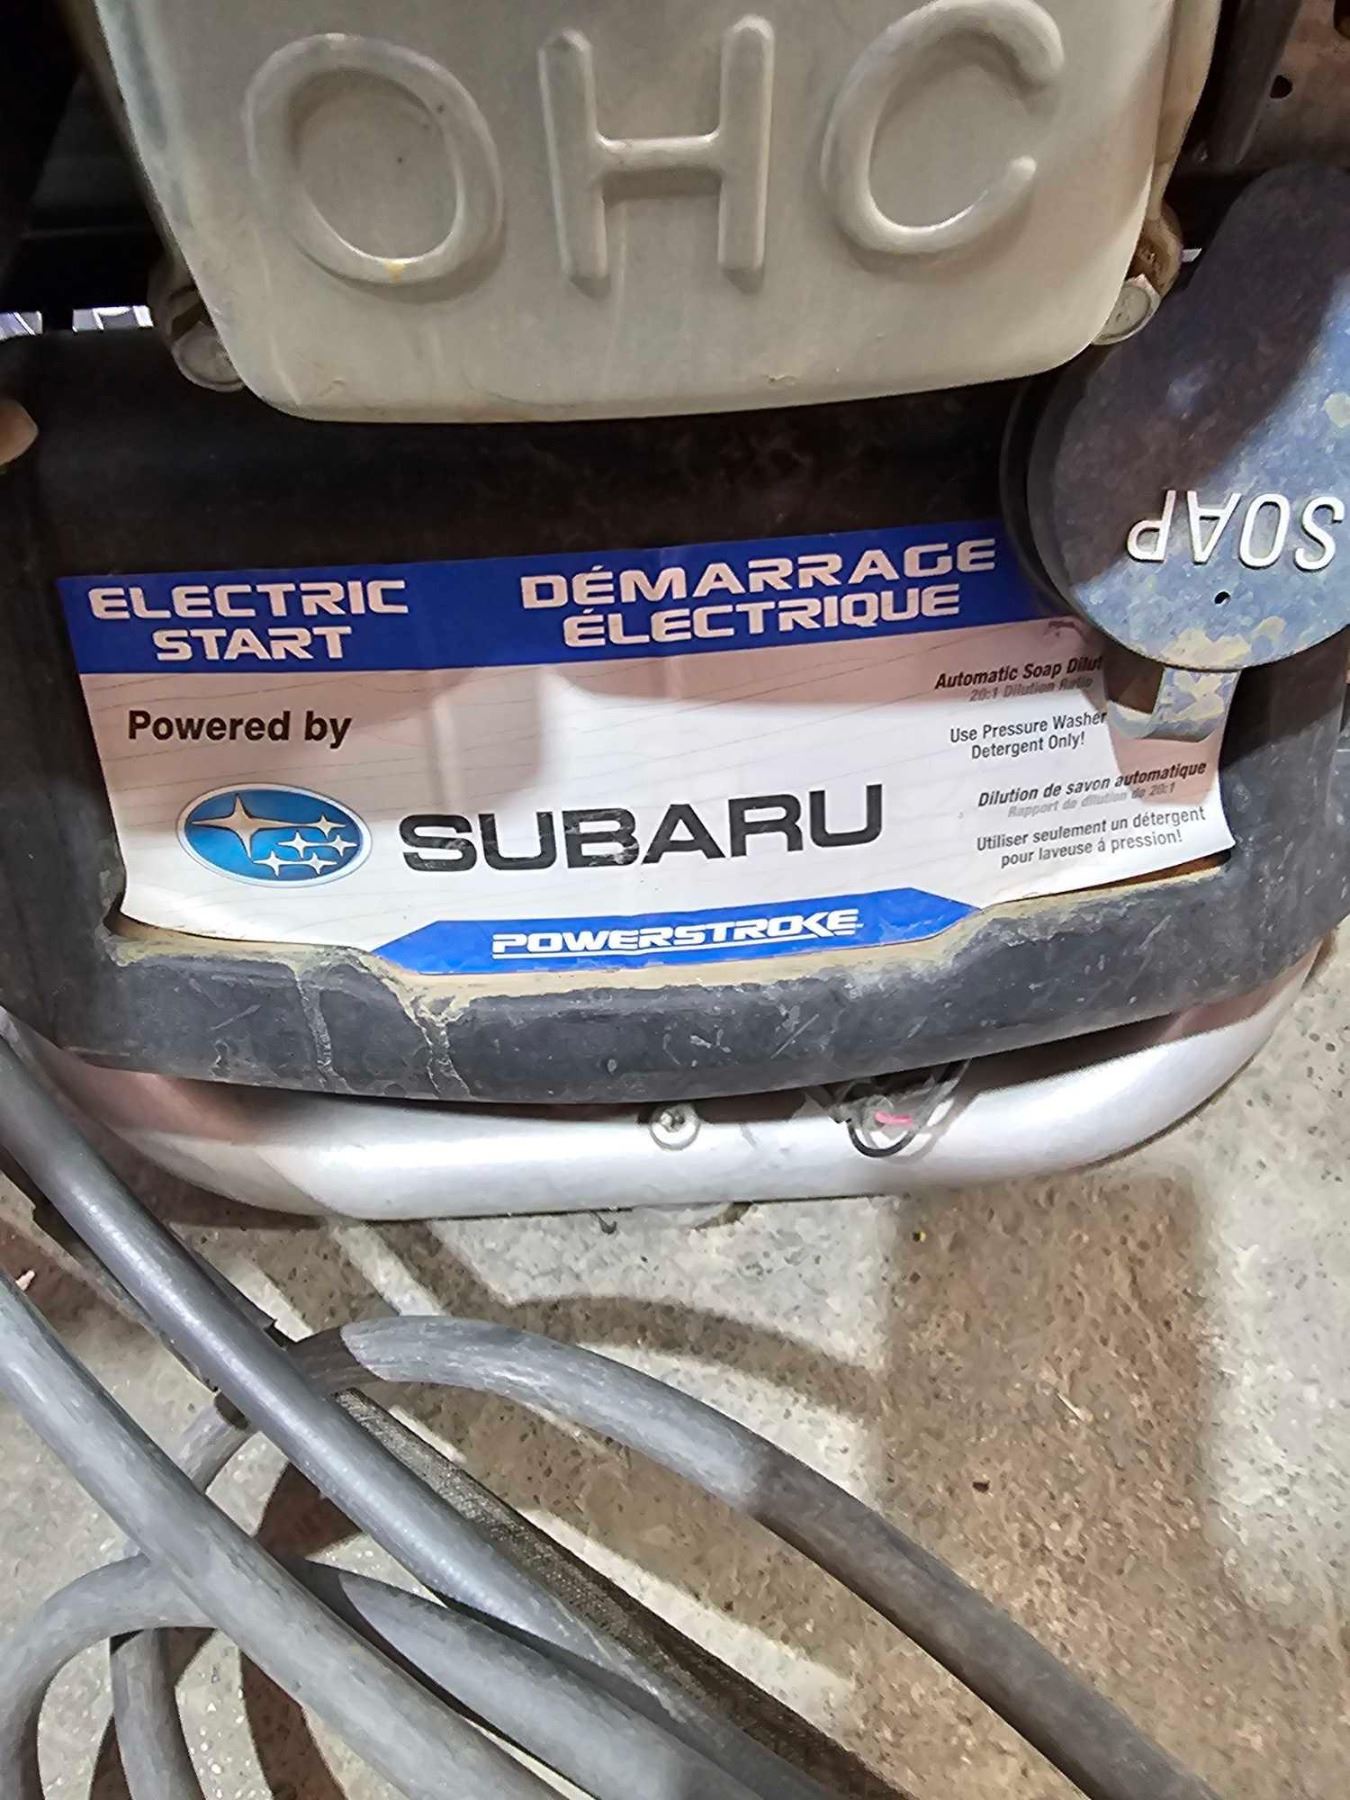 OHC
SOAP
ELECTRIC
START
DÉMARRAGE
ÉLECTRIQUE
Powered by
SUBARU
POWERSTROKE
Automatic Soap Dilut
20:1 Dilution Ratio
Use Pressure Washer
Detergent Only!
Dilution de savon automatique
Rapport de dilution de 20:1
Utiliser seulement un détergent
pour laveuse á pression!